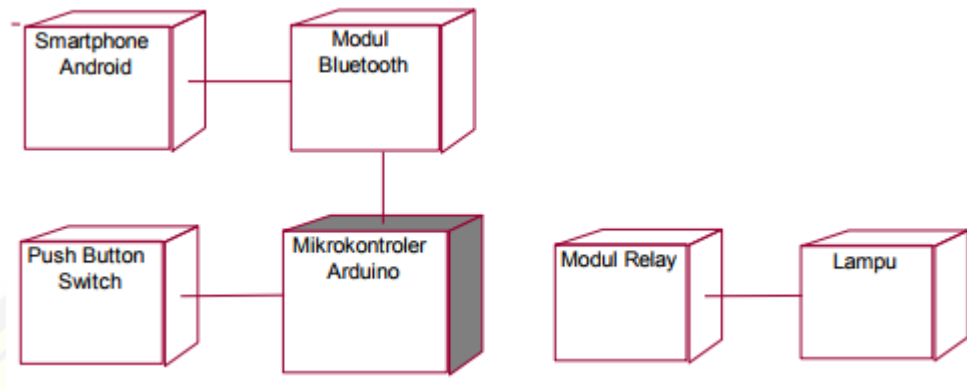 Smartphone
Android
Modul
Bluetooth
Push Button
Switch
Mikrokontroler
Arduino
Modul Relay
Lampu